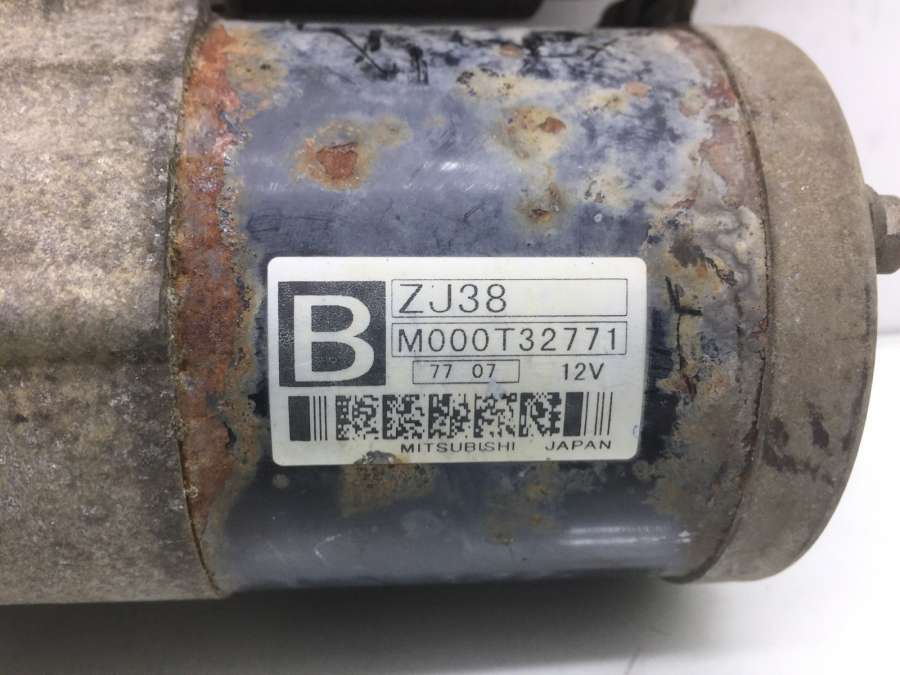 B
ZJ38
M000T32771
77 07 12V
MITSUBISHI JAPAN